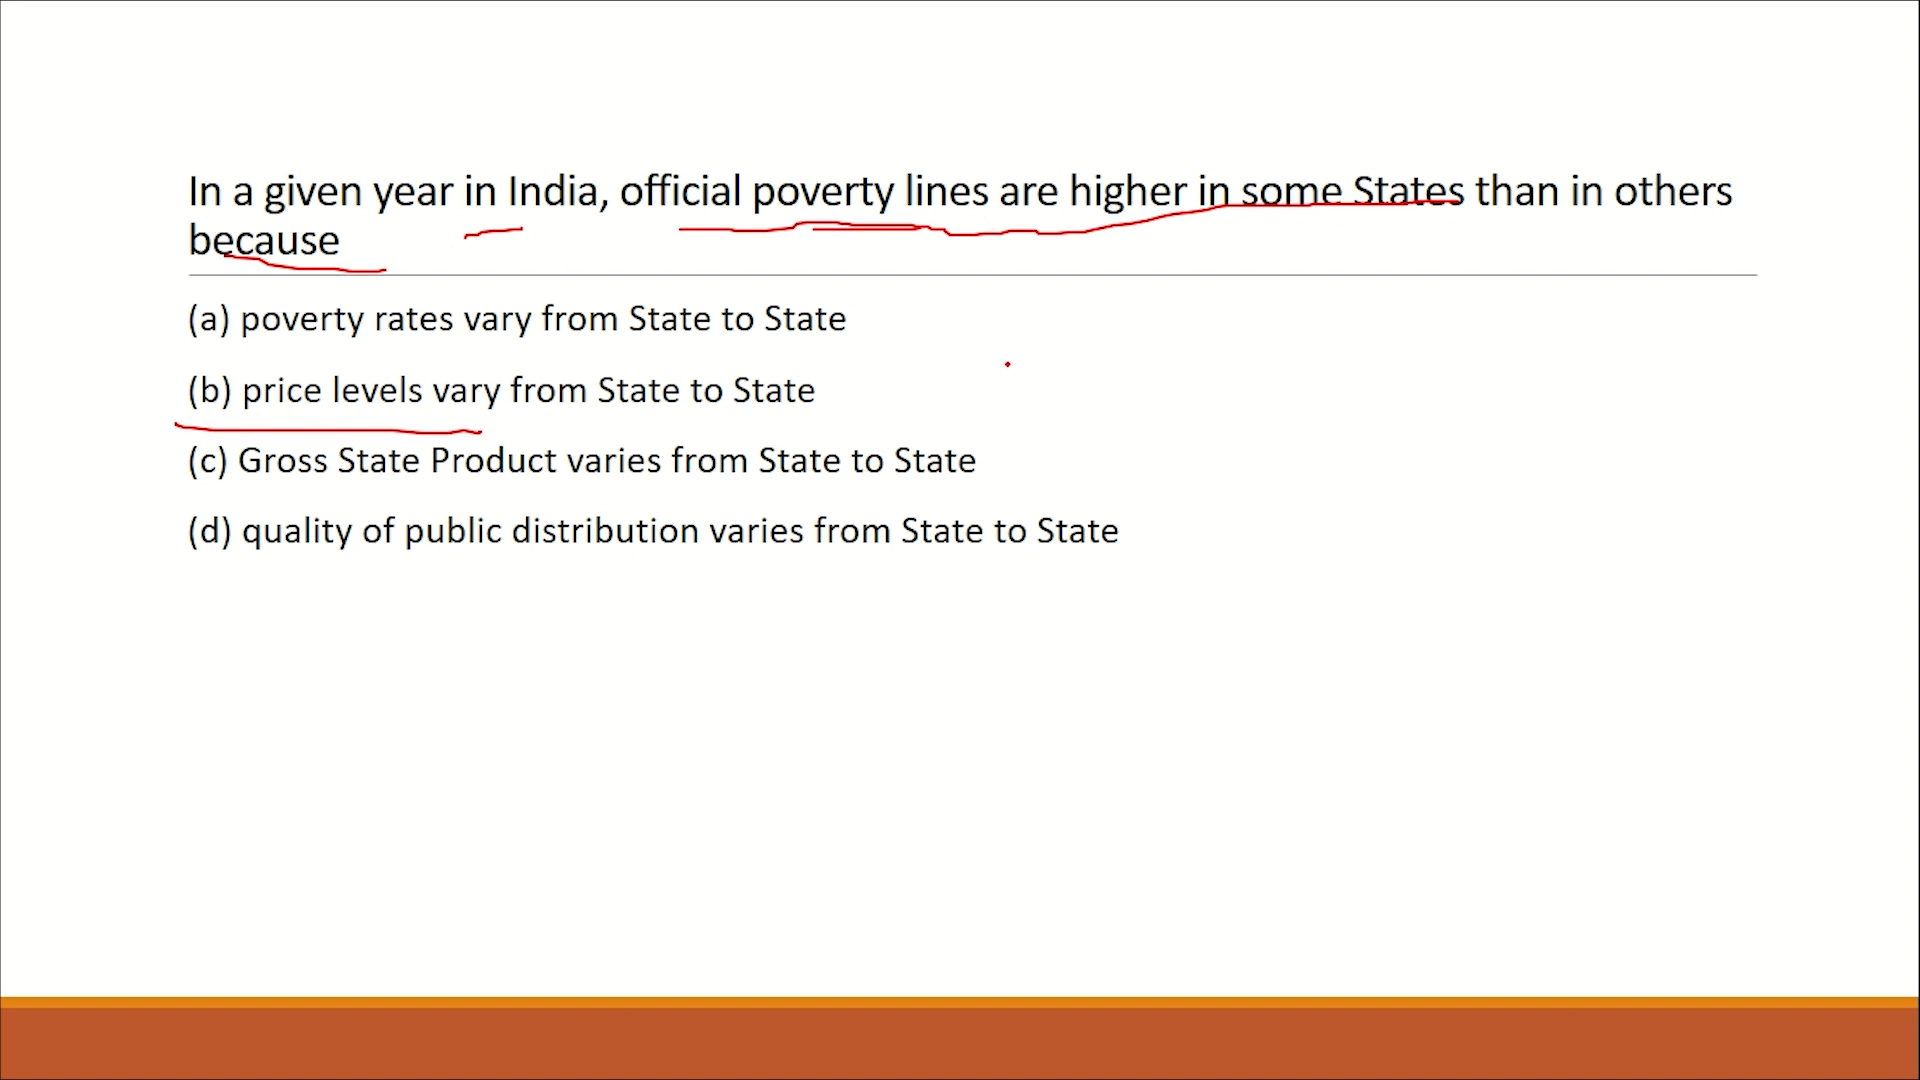 In a given year in India, official poverty lines are higher in some States than in others
because
(a) poverty rates vary from State to State
(b) price levels vary from State to State
(c) Gross State Product varies from State to State
(d) quality of public distribution varies from State to State